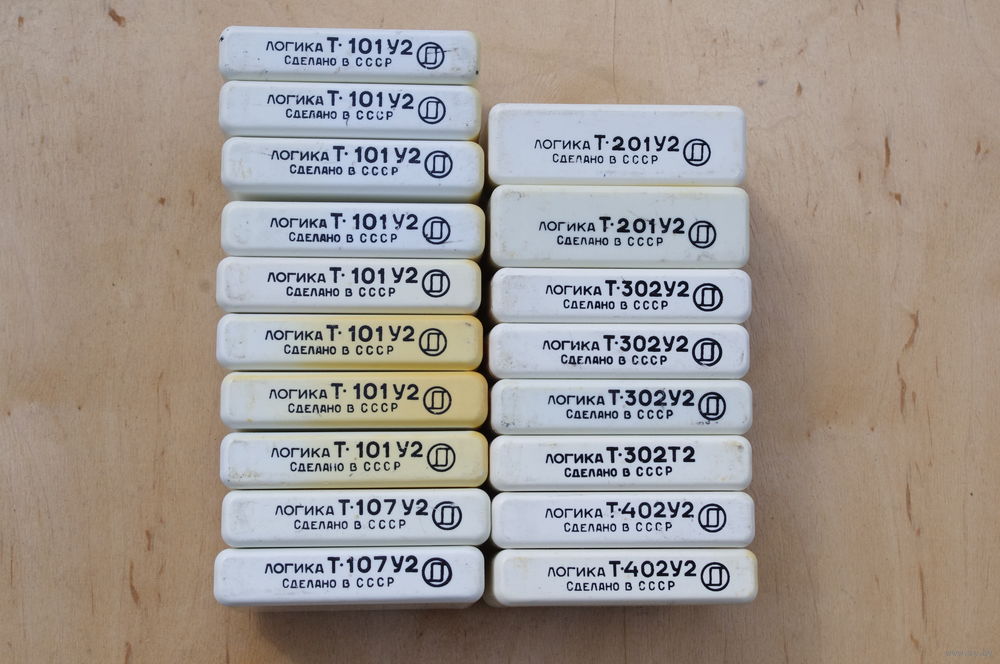 ЛОГИКА Т·101У2
СДЕЛАНО В СССР
ЛОГИКА Т·101У2
СДЕЛАНО В СССР
ЛОГИКА Т·101У2
СДЕЛАНО В СССР
ЛОГИКА Т·101У2
СДЕЛАНО В СССР
ЛОГИКА Т·101У2
СДЕЛАНО В СССР
ЛОГИКА Т·101У2
СДЕЛАНО В СССР
ЛОГИКА Т·101У2
СДЕЛАНО В СССР
ЛОГИКА Т·101У2
СДЕЛАНО В СССР
ЛОГИКА Т·107У2
СДЕЛАНО В СССР
ЛОГИКА Т·107У2
СДЕЛАНО В СССР
ЛОГИКА Т·201У2
СДЕЛАНО В СССР
ЛОГИКА Т·201У2
СДЕЛАНО В СССР
ЛОГИКА Т·302У2
СДЕЛАНО В СССР
ЛОГИКА Т·302У2
СДЕЛАНО В СССР
ЛОГИКА Т·302У2
СДЕЛАНО В СССР
ЛОГИКА Т·302Т2
СДЕЛАНО В СССР
ЛОГИКА Т·402У2
СДЕЛАНО В СССР
ЛОГИКА Т·402У2
СДЕЛАНО В СССР